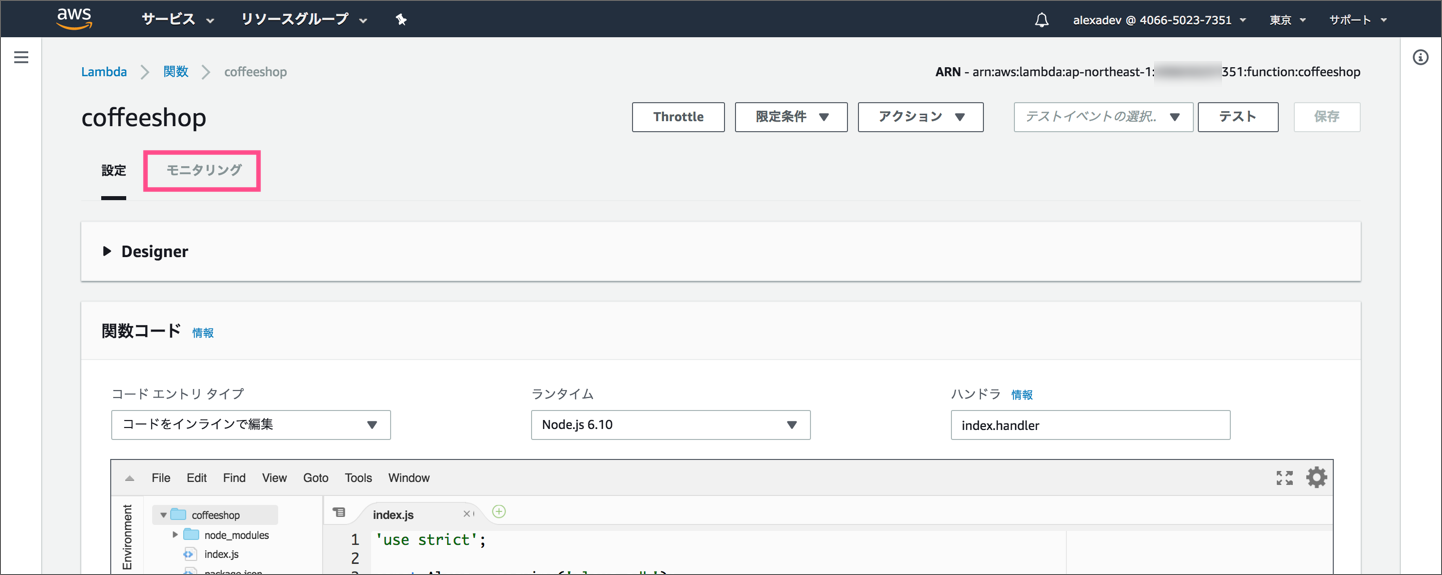 aws サービス リソースグループ alexadev @ 4066-5023-7351 東京 サポート
Lambda 関数 coffeeshop ARN - arn:aws:lambda:ap-northeast-1: 351:function:coffeeshop
coffeeshop Throttle 限定条件 アクション テストイベントの選択.. テスト 保存
設定 モニタリング
Designer
関数コード 情報
コード エントリ タイプ ランタイム ハンドラ 情報
コードをインラインで編集 Node.js 6.10 index.handler
File Edit Find View Goto Tools Window
Environment
coffeeshop
node_modules
index.js
index.js
1 'use strict';
2